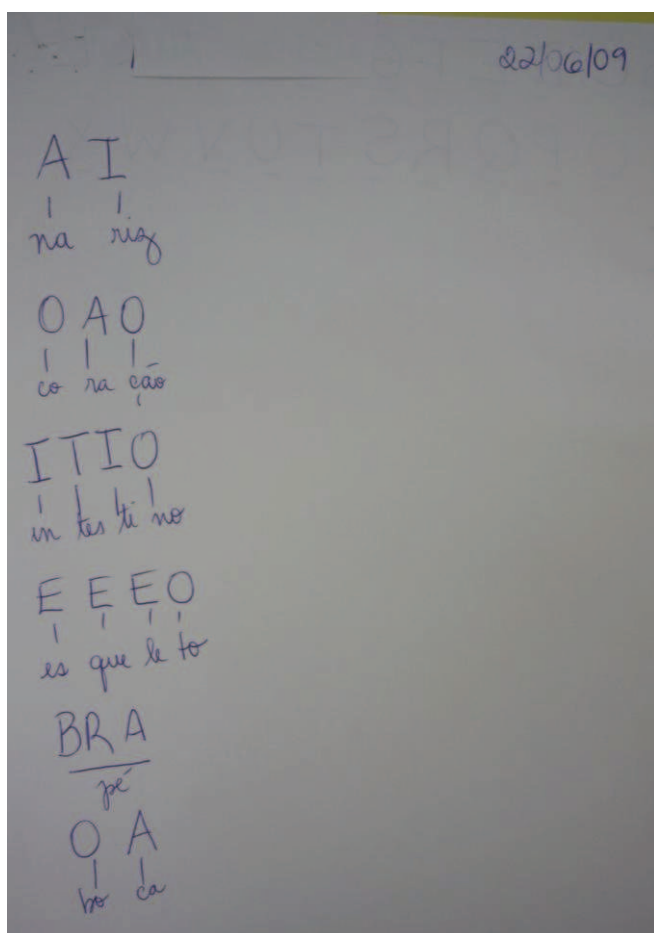 22/06/09
A I
na riz
O A O
co ra ção
I T I O
in tes ti no
E E E O
es que le to
BRA
pé
O A
bo ca